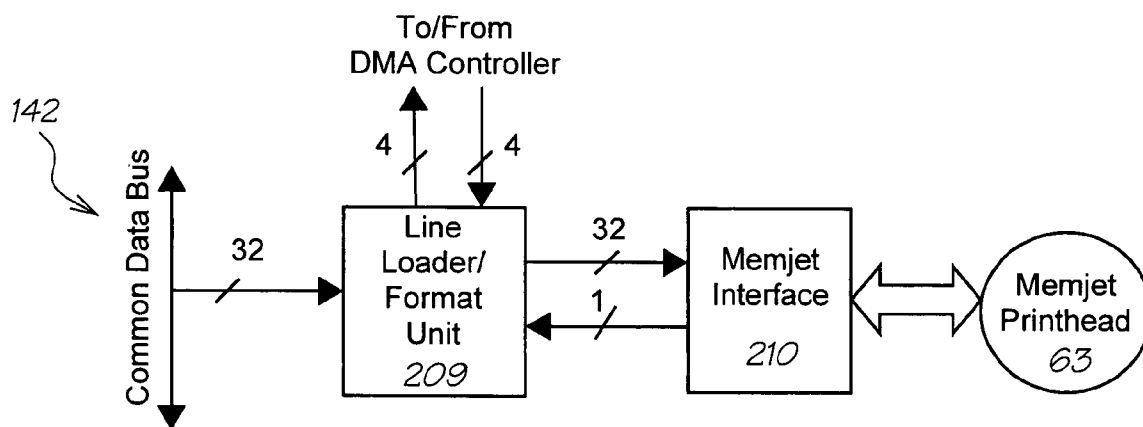 To/From
DMA Controller
142
4
4
Common Data Bus
32
Line
Loader/
Format
Unit
209
32
1
Memjet
Interface
210
Memjet
Printhead
63